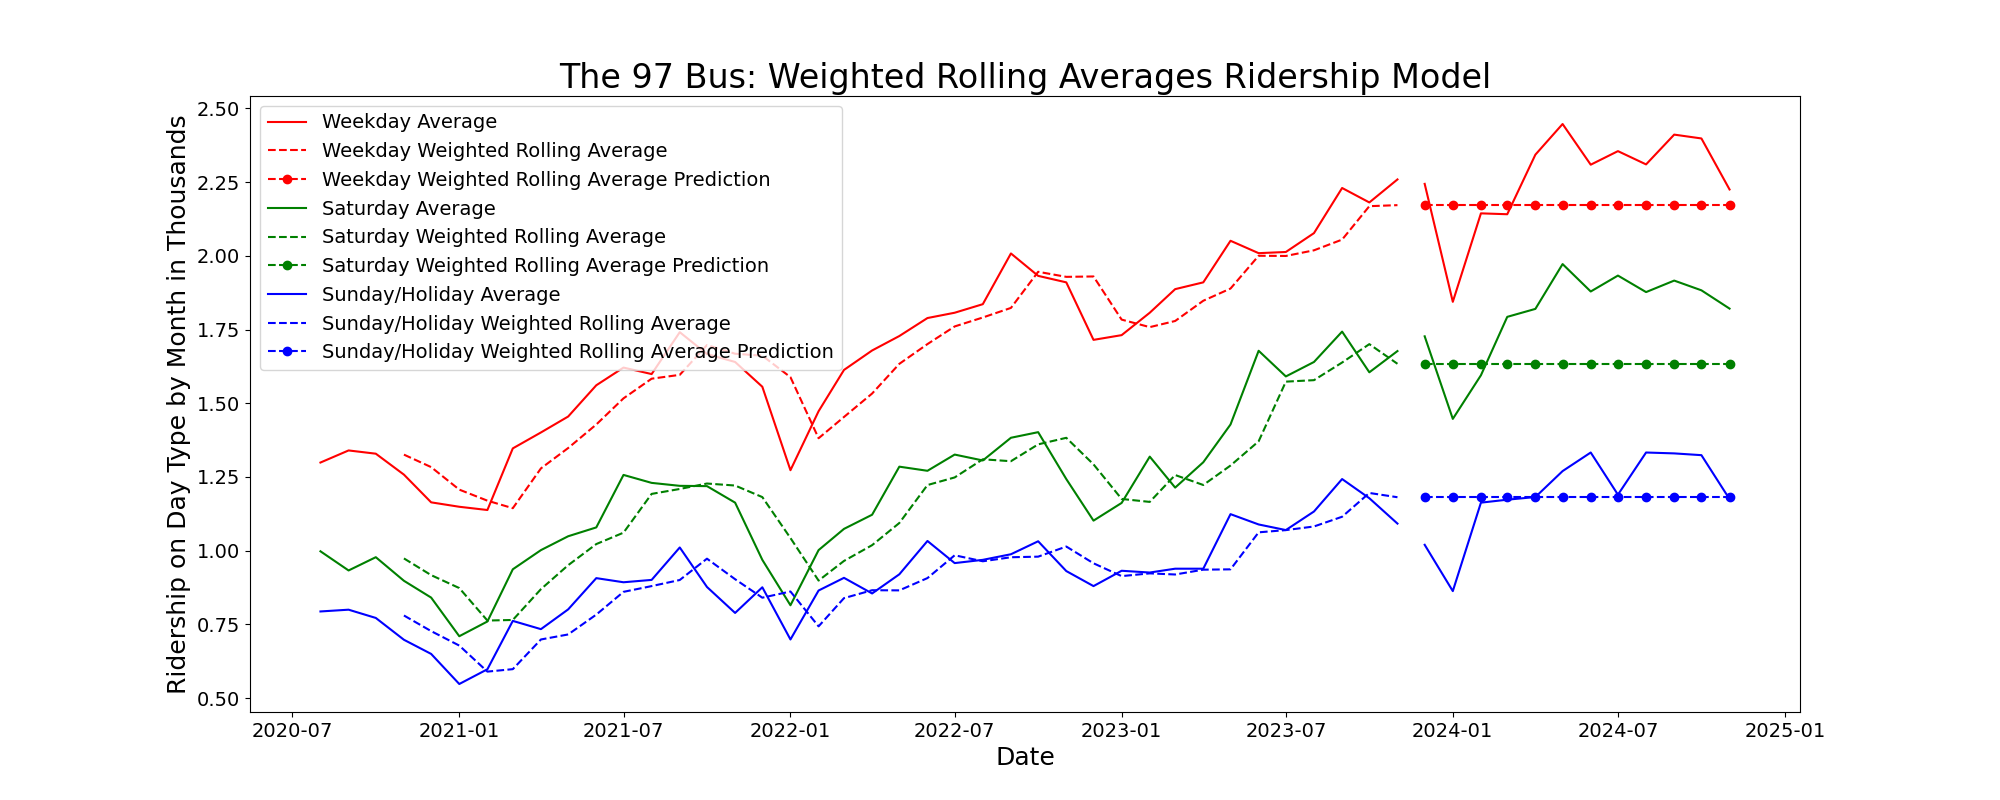 The 97 Bus: Weighted Rolling Averages Ridership Model
Ridership on Day Type by Month in Thousands
2.50
2.25
2.00
1.75
1.50
1.25
1.00
0.75
0.50
Weekday Average
Weekday Weighted Rolling Average
Weekday Weighted Rolling Average Prediction
Saturday Average
Saturday Weighted Rolling Average
Saturday Weighted Rolling Average Prediction
Sunday/Holiday Average
Sunday/Holiday Weighted Rolling Average
Sunday/Holiday Weighted Rolling Average Prediction
2020-07 2021-01 2021-07 2022-01 2022-07 2023-01 2023-07 2024-01 2024-07 2025-01
Date